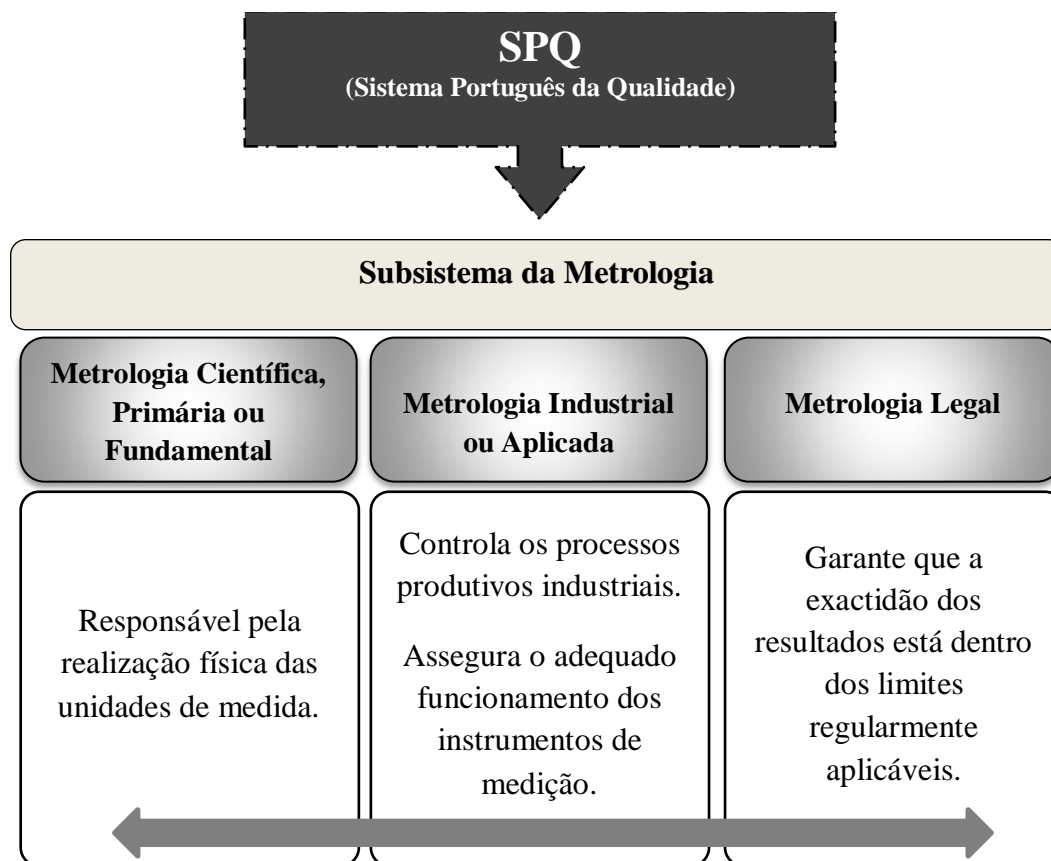 SPQ
(Sistema Português da Qualidade)
Subsistema da Metrologia
Metrologia Científica,
Primária ou
Fundamental
Metrologia Industrial
ou Aplicada
Metrologia Legal
Responsável pela
realização física das
unidades de medida.
Controla os processos
produtivos industriais.
Assegura o adequado
funcionamento dos
instrumentos de
medição.
Garante que a
exactidão dos
resultados está dentro
dos limites
regularmente
aplicáveis.